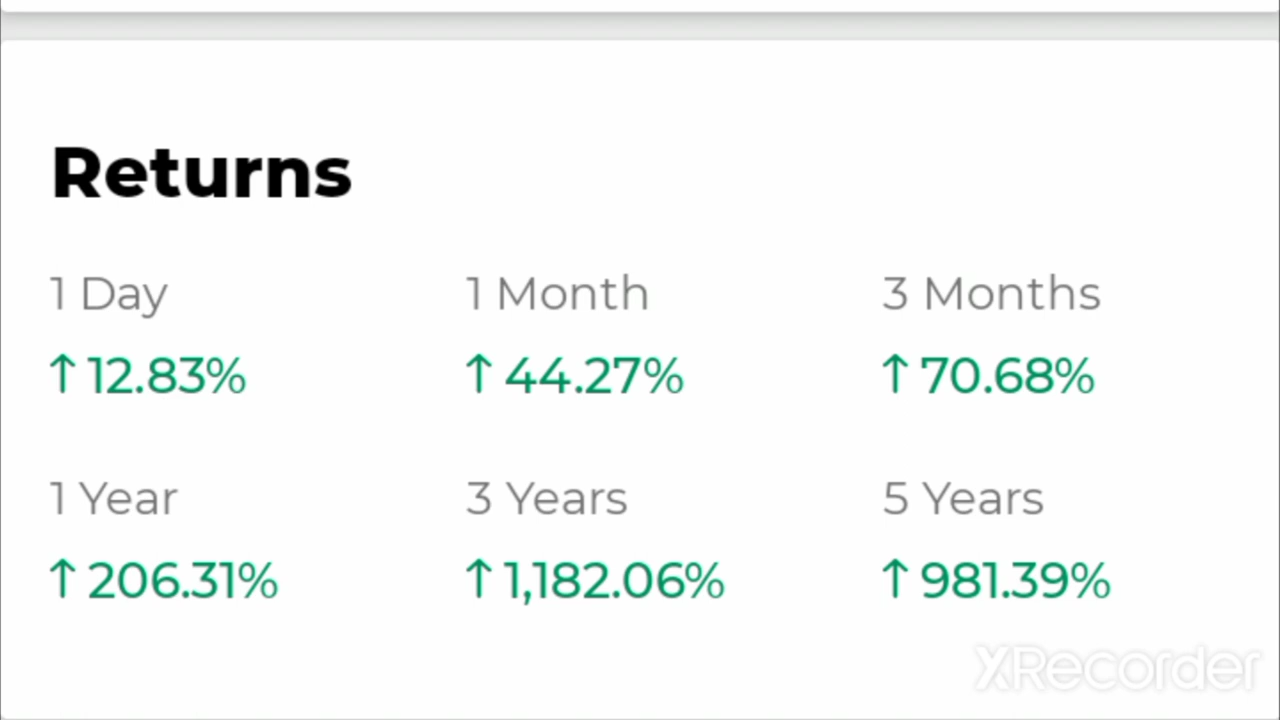 Returns
1 Day 1 Month 3 Months
↑12.83% ↑44.27% ↑70.68%
1 Year 3 Years 5 Years
↑206.31% ↑1,182.06% ↑981.39%
XRecorder